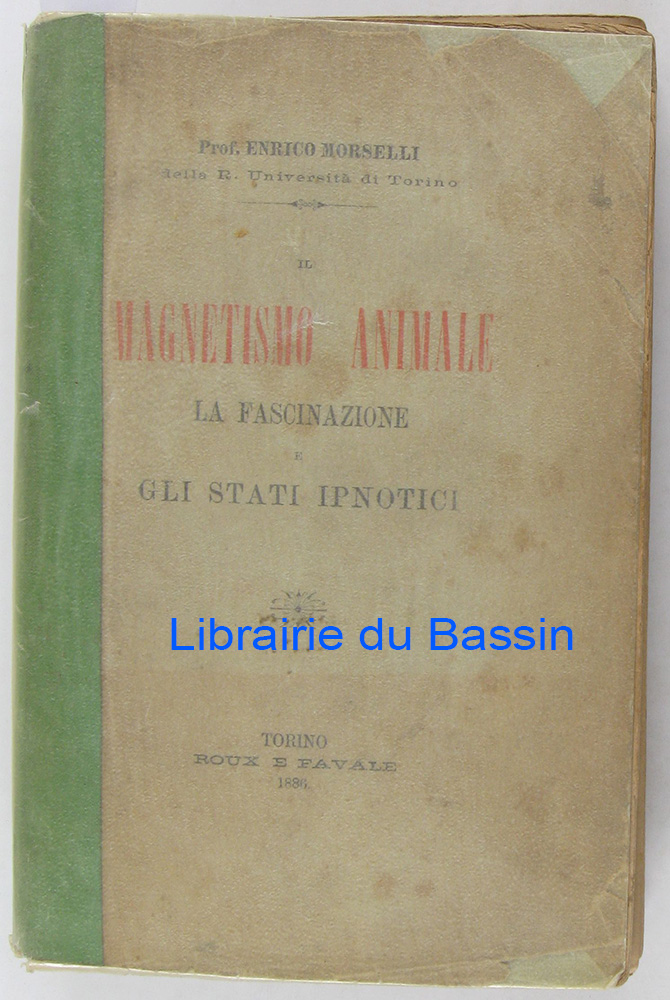 Prof. ENRICO MORSELLI
della R. Università di Torino
IL
MAGNETISMO ANIMALE
LA FASCINAZIONE
E
GLI STATI IPNOTICI
Librairie du Bassin
TORINO
ROUX E FAVALE
1886